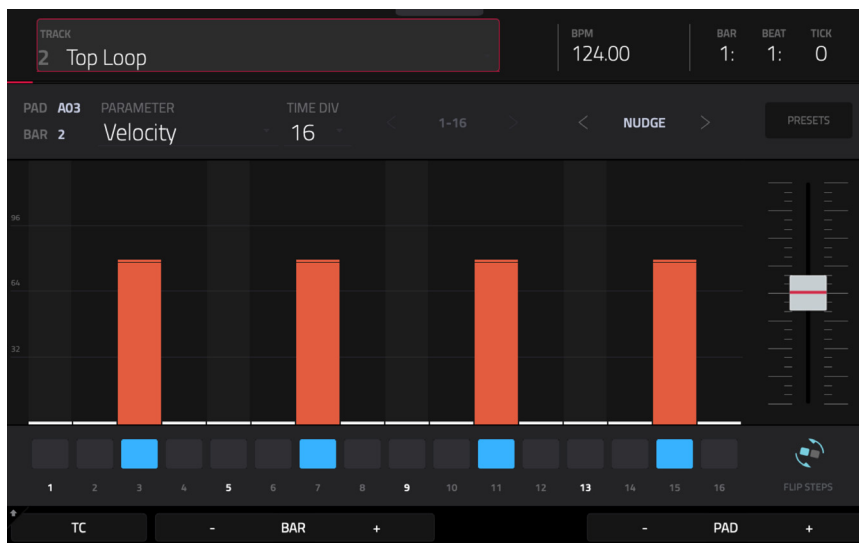 TRACK
2 Top Loop
BPM
124.00
BAR BEAT TICK
1: 1: 0
PAD A03
BAR 2
PARAMETER
Velocity
TIME DIV
16
< 1-16 >
< NUDGE >
PRESETS
96
64
32
1 2 3 4 5 6 7 8 9 10 11 12 13 14 15 16
FLIP STEPS
TC - BAR + - PAD +